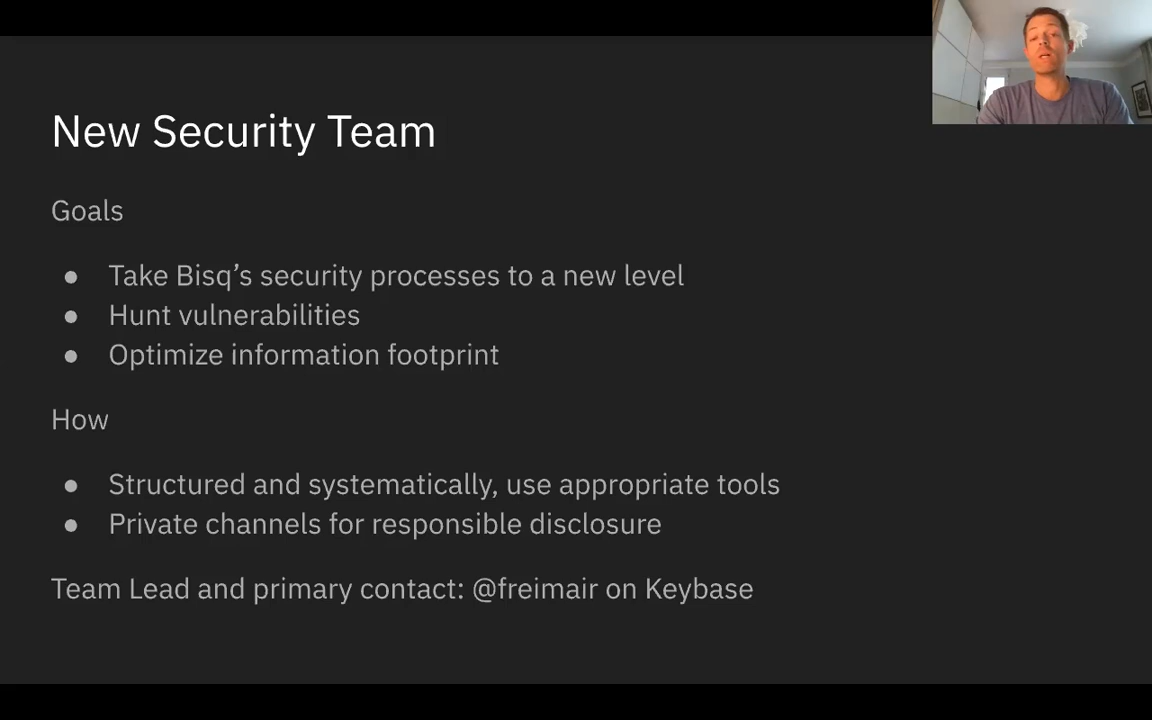 New Security Team
Goals
● Take Bisq’s security processes to a new level
● Hunt vulnerabilities
● Optimize information footprint
How
● Structured and systematically, use appropriate tools
● Private channels for responsible disclosure
Team Lead and primary contact: @freimair on Keybase